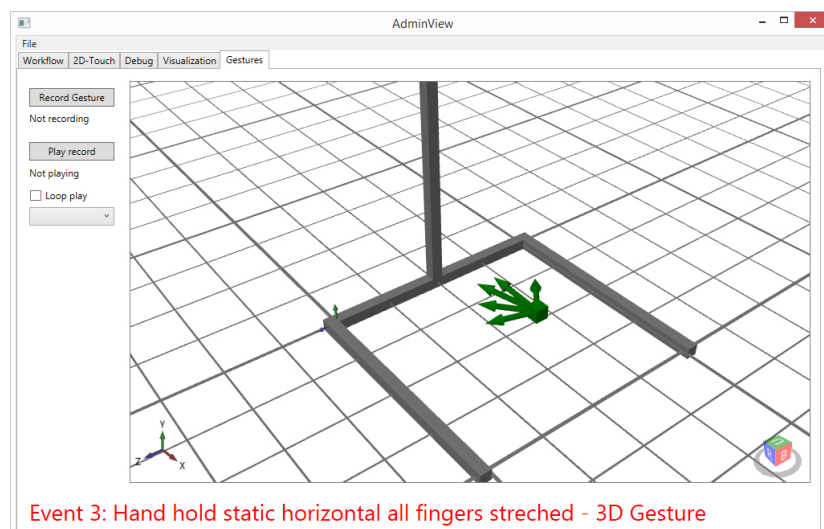 AdminView
File
Workflow 2D-Touch Debug Visualization Gestures
Record Gesture
Not recording
Play record
Not playing
Loop play
Y
Z X
Event 3: Hand hold static horizontal all fingers streched - 3D Gesture